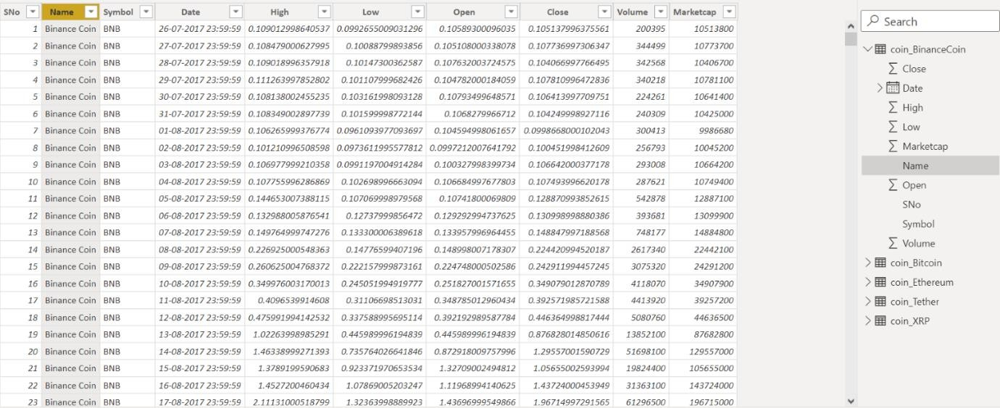 SNo Name Symbol Date High Low Open Close Volume Marketcap
1 Binance Coin BNB 26-07-2017 23:59:59 0.109012998640537 0.0992655009031296 0.10589300096035 0.105137996375561 200395 10513800
2 Binance Coin BNB 27-07-2017 23:59:59 0.108479000627995 0.10088799893856 0.105108000338078 0.107736997306347 344499 10773700
3 Binance Coin BNB 28-07-2017 23:59:59 0.109018996357918 0.10147300362587 0.107632003724575 0.104066997766495 342568 10406700
4 Binance Coin BNB 29-07-2017 23:59:59 0.111263997852802 0.101107999682426 0.104782000184059 0.107810996472836 340218 10781100
5 Binance Coin BNB 30-07-2017 23:59:59 0.108138002455235 0.103161998093128 0.10793499648571 0.106413997709751 224261 10641400
6 Binance Coin BNB 31-07-2017 23:59:59 0.108349002897739 0.101599998772144 0.1068279966712 0.104249998927116 240309 10425000
7 Binance Coin BNB 01-08-2017 23:59:59 0.106265999376774 0.0961093977093697 0.104594998061657 0.0998668000102043 300413 9986680
8 Binance Coin BNB 02-08-2017 23:59:59 0.101210996508598 0.0973611995577812 0.0997212007641792 0.100451998412609 256793 10045200
9 Binance Coin BNB 03-08-2017 23:59:59 0.106977999210358 0.0991197004914284 0.100327998399734 0.106642000377178 293008 10664200
10 Binance Coin BNB 04-08-2017 23:59:59 0.107755996286869 0.102698996663094 0.106684997677803 0.107493996620178 287621 10749400
11 Binance Coin BNB 05-08-2017 23:59:59 0.144653007388115 0.107069998979568 0.10741800069809 0.128870993852615 542878 12887100
12 Binance Coin BNB 06-08-2017 23:59:59 0.132988005876541 0.12737999856472 0.129292994737625 0.130998998880386 393681 13099900
13 Binance Coin BNB 07-08-2017 23:59:59 0.149764999747276 0.133300006389618 0.133957996964455 0.148847997188568 748177 14884800
14 Binance Coin BNB 08-08-2017 23:59:59 0.226925000548363 0.14776599407196 0.148998007178307 0.224420994520187 2617340 22442100
15 Binance Coin BNB 09-08-2017 23:59:59 0.260625004768372 0.222157999873161 0.224748000502586 0.242911994457245 3075320 24291200
16 Binance Coin BNB 10-08-2017 23:59:59 0.349976003170013 0.245051994919777 0.251827001571655 0.349079012870789 4118070 34907900
17 Binance Coin BNB 11-08-2017 23:59:59 0.4096539914608 0.31106698513031 0.348785012960434 0.392571985721588 4413920 39257200
18 Binance Coin BNB 12-08-2017 23:59:59 0.475991994142532 0.337588995695114 0.392192989587784 0.446364998817444 5080760 44636500
19 Binance Coin BNB 13-08-2017 23:59:59 1.02263998985291 0.445989996194839 0.445989996194839 0.876828014850616 13852100 87682800
20 Binance Coin BNB 14-08-2017 23:59:59 1.46338999271393 0.735764026641846 0.872918009757996 1.29557001590729 51698100 129557000
21 Binance Coin BNB 15-08-2017 23:59:59 1.3789199590683 0.923371970653534 1.32709002494812 1.05655002593994 19824400 105655000
22 Binance Coin BNB 16-08-2017 23:59:59 1.4527200460434 1.07869005203247 1.11968994140625 1.43724000453949 31363100 143724000
23 Binance Coin BNB 17-08-2017 23:59:59 2.11131000518799 1.32363998889923 1.43696999549866 1.96714997291565 61296500 196715000
Search
coin_BinanceCoin
Close
Date
High
Low
Marketcap
Name
Open
SNo
Symbol
Volume
coin_Bitcoin
coin_Ethereum
coin_Tether
coin_XRP